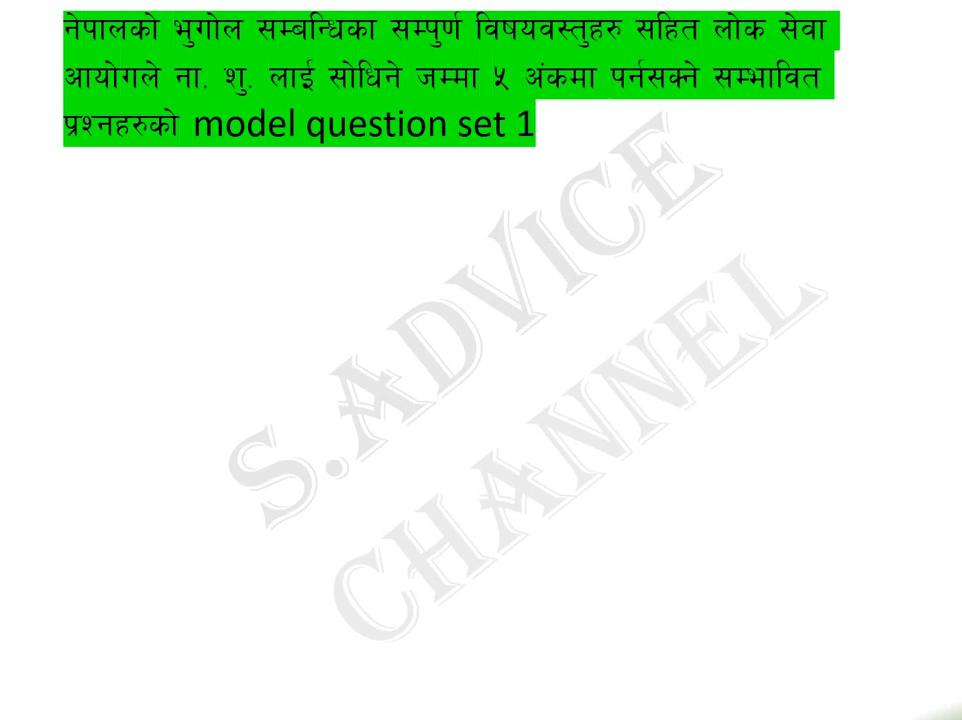 नेपालको भुगोल सम्बन्धिका सम्पुर्ण विषयवस्तुहरु सहित लोक सेवा
आयोगले ना. शु. लाई सोधिने जम्मा ५ अंकमा पर्नसक्ने सम्भावित
प्रश्नहरुको model question set 1
S.ADVICE
CHANNEL